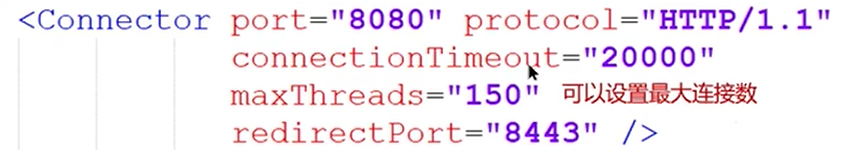 <Connector port="8080" protocol="HTTP/1.1"
connectionTimeout="20000"
maxThreads="150" 可以设置最大连接数
redirectPort="8443" />